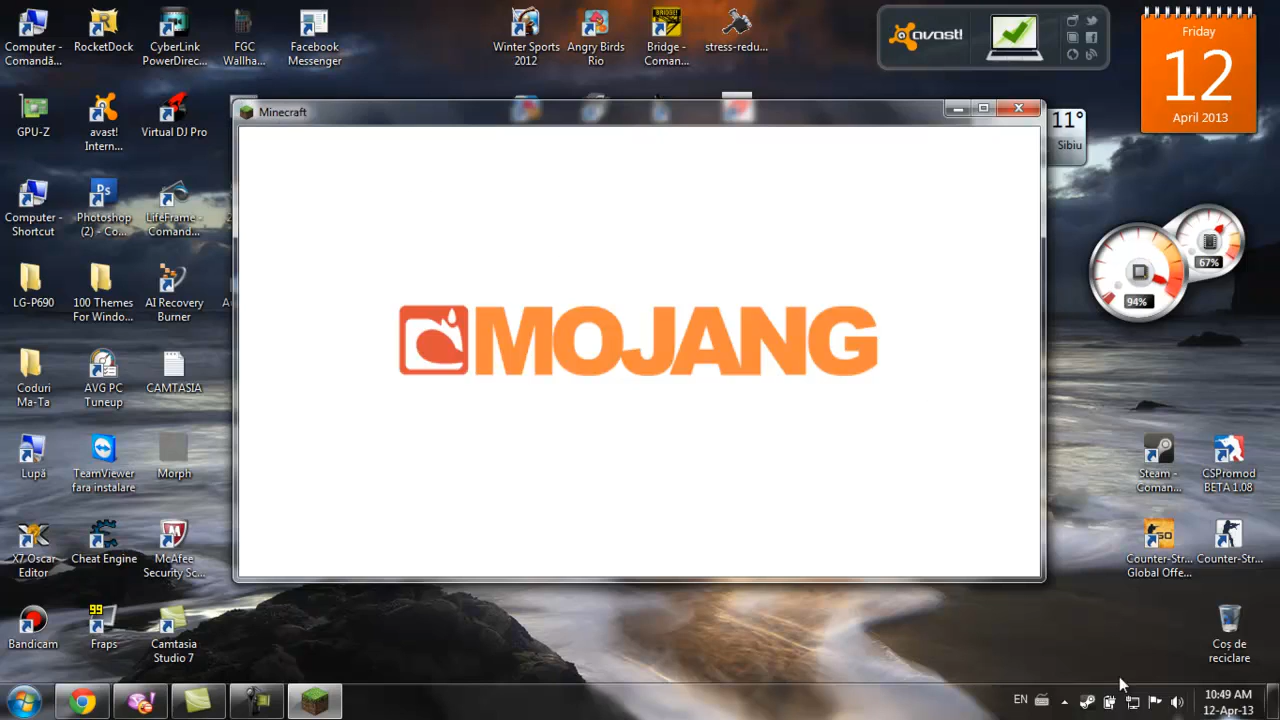 Computer -
Comandă...
RocketDock
CyberLink
PowerDirec...
FGC
Wallha...
Facebook
Messenger
Winter Sports
2012
Angry Birds
Rio
BRIDGE!
Bridge -
Coman...
stress-redu...
avast!
Friday
12
April 2013
GPU-Z
avast!
Intern...
Virtual DJ Pro
Minecraft
11°
Sibiu
Computer -
Shortcut
Ps
Photoshop
(2) - Co...
LifeFrame -
Comand...
67%
94%
LG-P690
100 Themes
For Windo...
AI Recovery
Burner
MOJANG
Coduri
Ma-Ta
AVG PC
Tuneup
CAMTASIA
Lupă
TeamViewer
fara instalare
Morph
Steam -
Coman...
CSPromod
BETA 1.08
X7 Oscar
Editor
Cheat Engine
McAfee
Security Sc...
GO
Counter-Str...
Global Offe...
Counter-Str...
Bandicam
99
Fraps
Camtasia
Studio 7
Coș de
reciclare
EN
10:49 AM
12-Apr-13